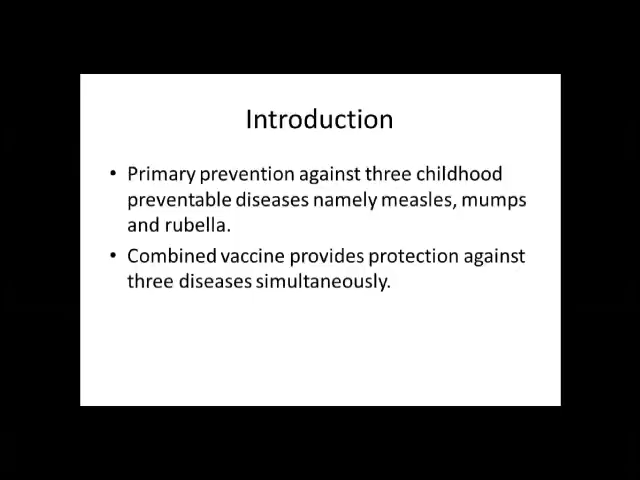 Introduction
• Primary prevention against three childhood
preventable diseases namely measles, mumps
and rubella.
• Combined vaccine provides protection against
three diseases simultaneously.